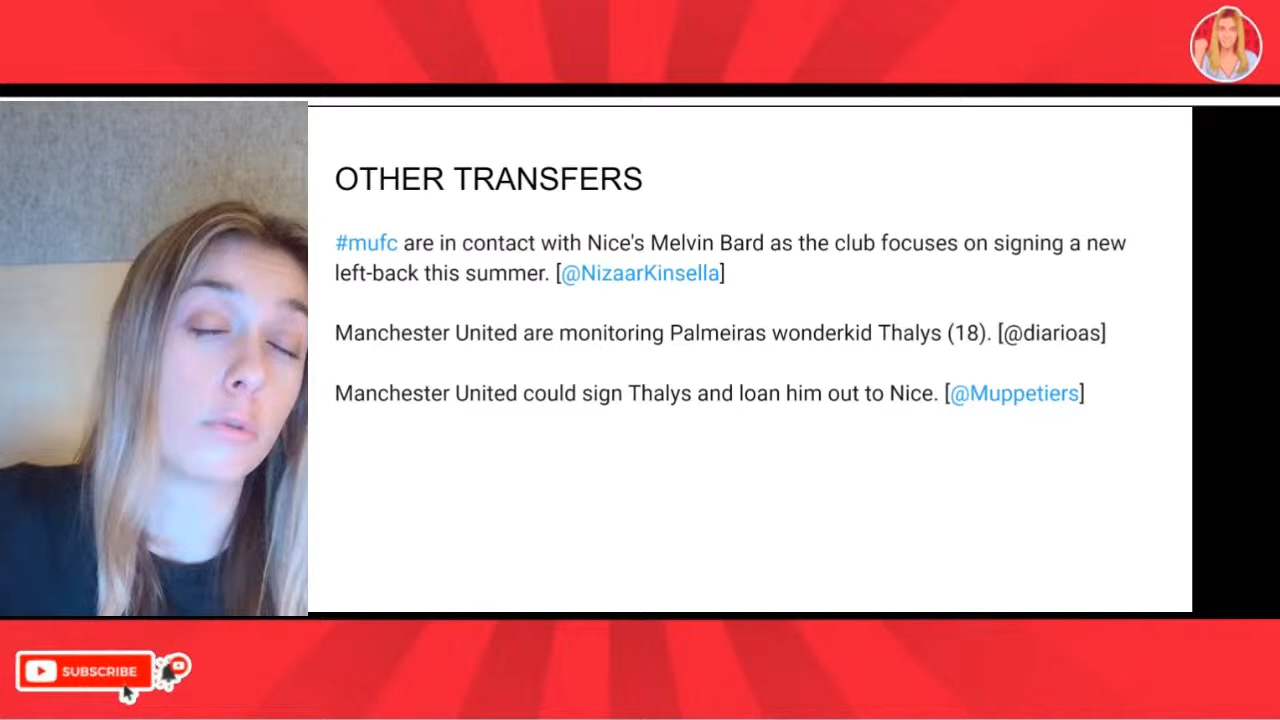 OTHER TRANSFERS
#mufc are in contact with Nice's Melvin Bard as the club focuses on signing a new
left-back this summer. [@NizaarKinsella]
Manchester United are monitoring Palmeiras wonderkid Thalys (18). [@diarioas]
Manchester United could sign Thalys and loan him out to Nice. [@Muppetiers]
SUBSCRIBE